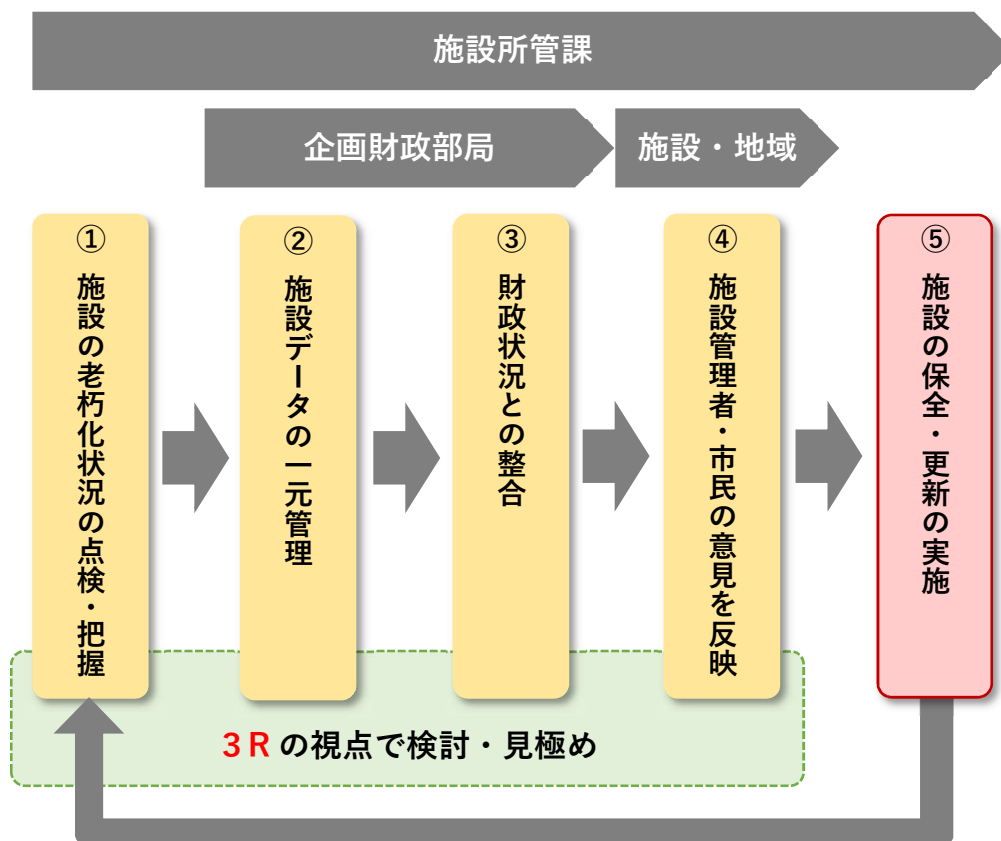 施設所管課
企画財政部局
施設・地域
①
施設の老朽化状況の点検・把握
②
施設データの一元管理
③
財政状況との整合
④
施設管理者・市民の意見を反映
⑤
施設の保全・更新の実施
3Rの視点で検討・見極め